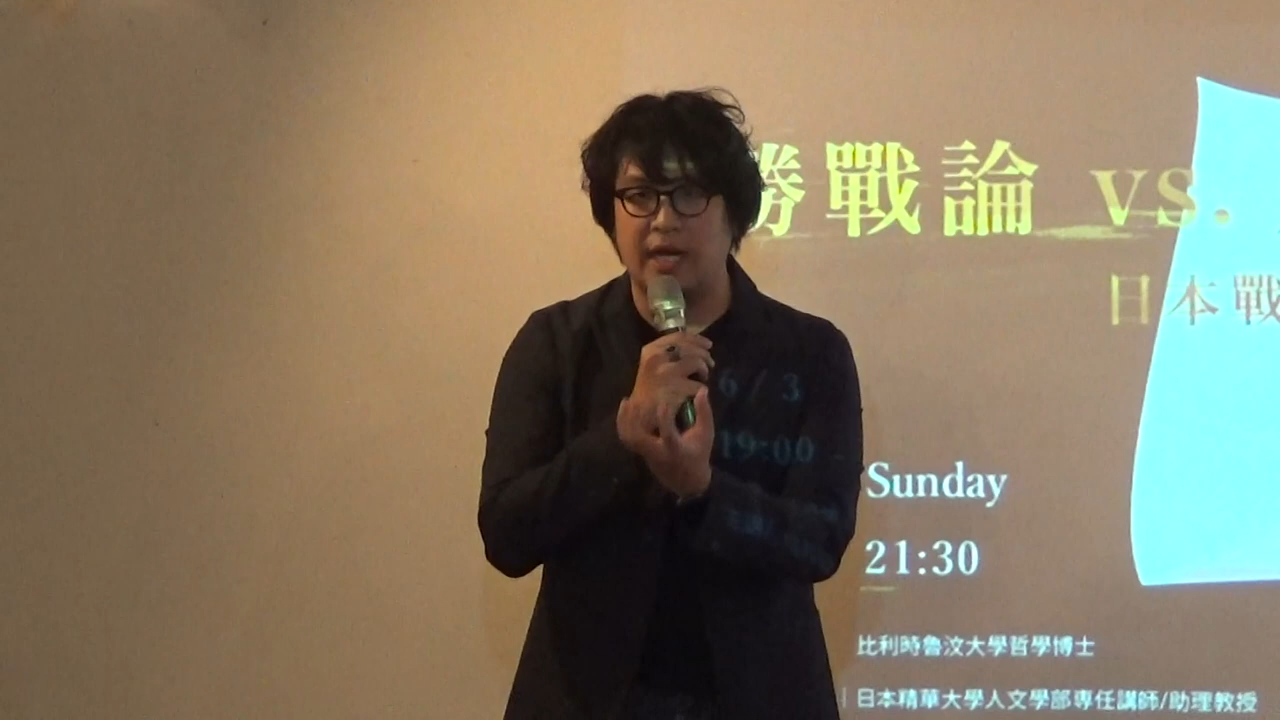 勝戰論 vs.
日本戰
6 / 3 Sunday
19:00 - 21:30
比利時魯汶大學哲學博士
日本精華大學人文學部專任講師/助理教授